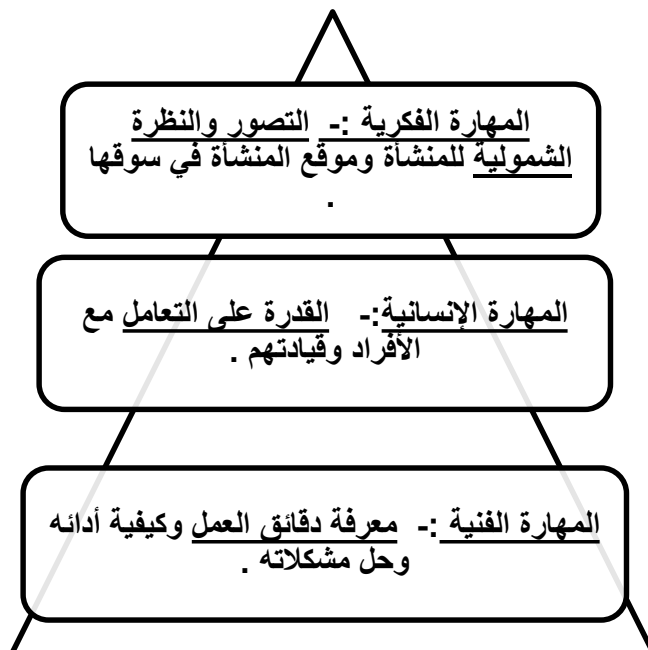 المهارة الفكرية :- التصور والنظرة
الشمولية للمنشأة وموقع المنشأة في سوقها
.
المهارة الإنسانية:- القدرة على التعامل مع
الأفراد وقيادتهم .
المهارة الفنية :- معرفة دقائق العمل وكيفية أدائه
وحل مشكلاته .